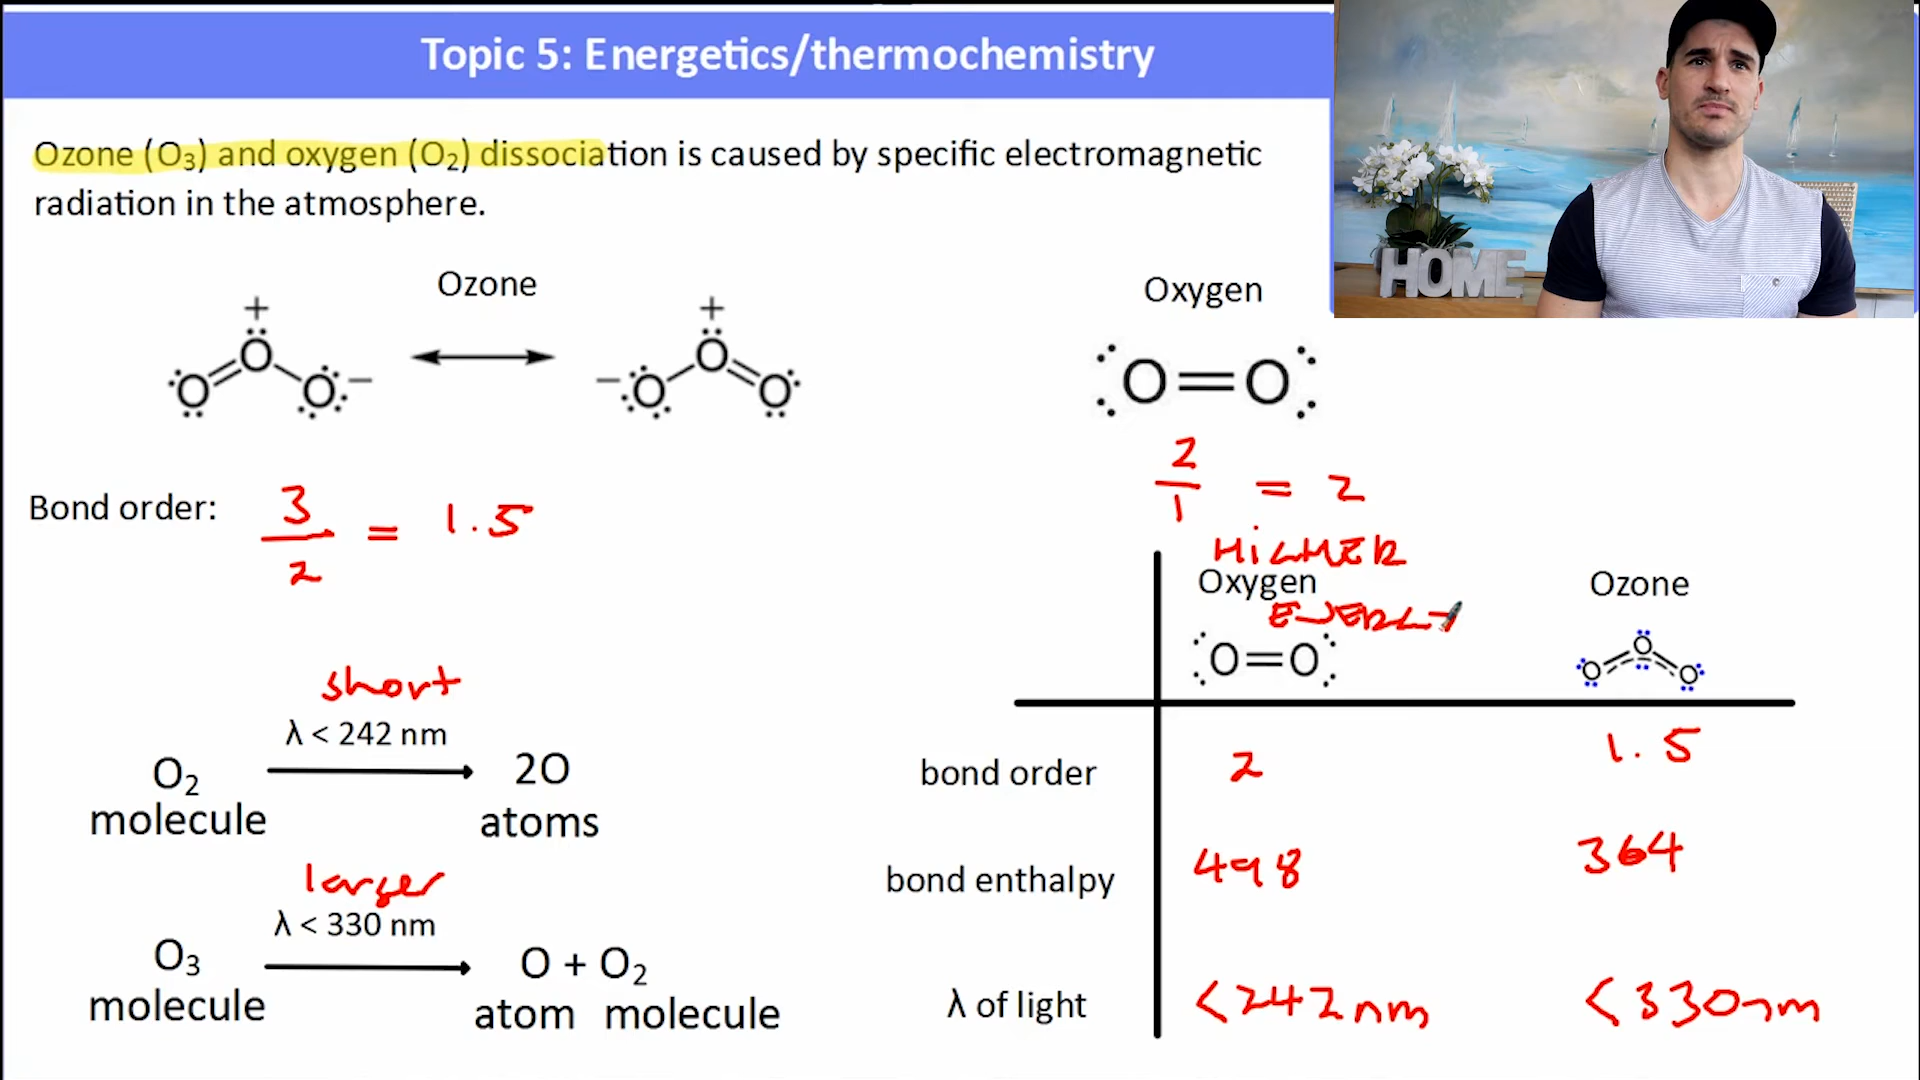 Topic 5: Energetics/thermochemistry
Ozone (O₃) and oxygen (O₂) dissociation is caused by specific electromagnetic
radiation in the atmosphere.
HOME
Ozone
Oxygen
+
+
O O O −
− O O O
O=O
Bond order:
3/2 = 1.5
2/1 = 2
HIGHER
ENERGY
Oxygen
Ozone
O=O
O O O
bond order
2
1.5
bond enthalpy
498
364
λ of light
<242nm
<330nm
short
λ < 242 nm
O₂
2O
molecule
atoms
larger
λ < 330 nm
O₃
O + O₂
molecule
atom molecule